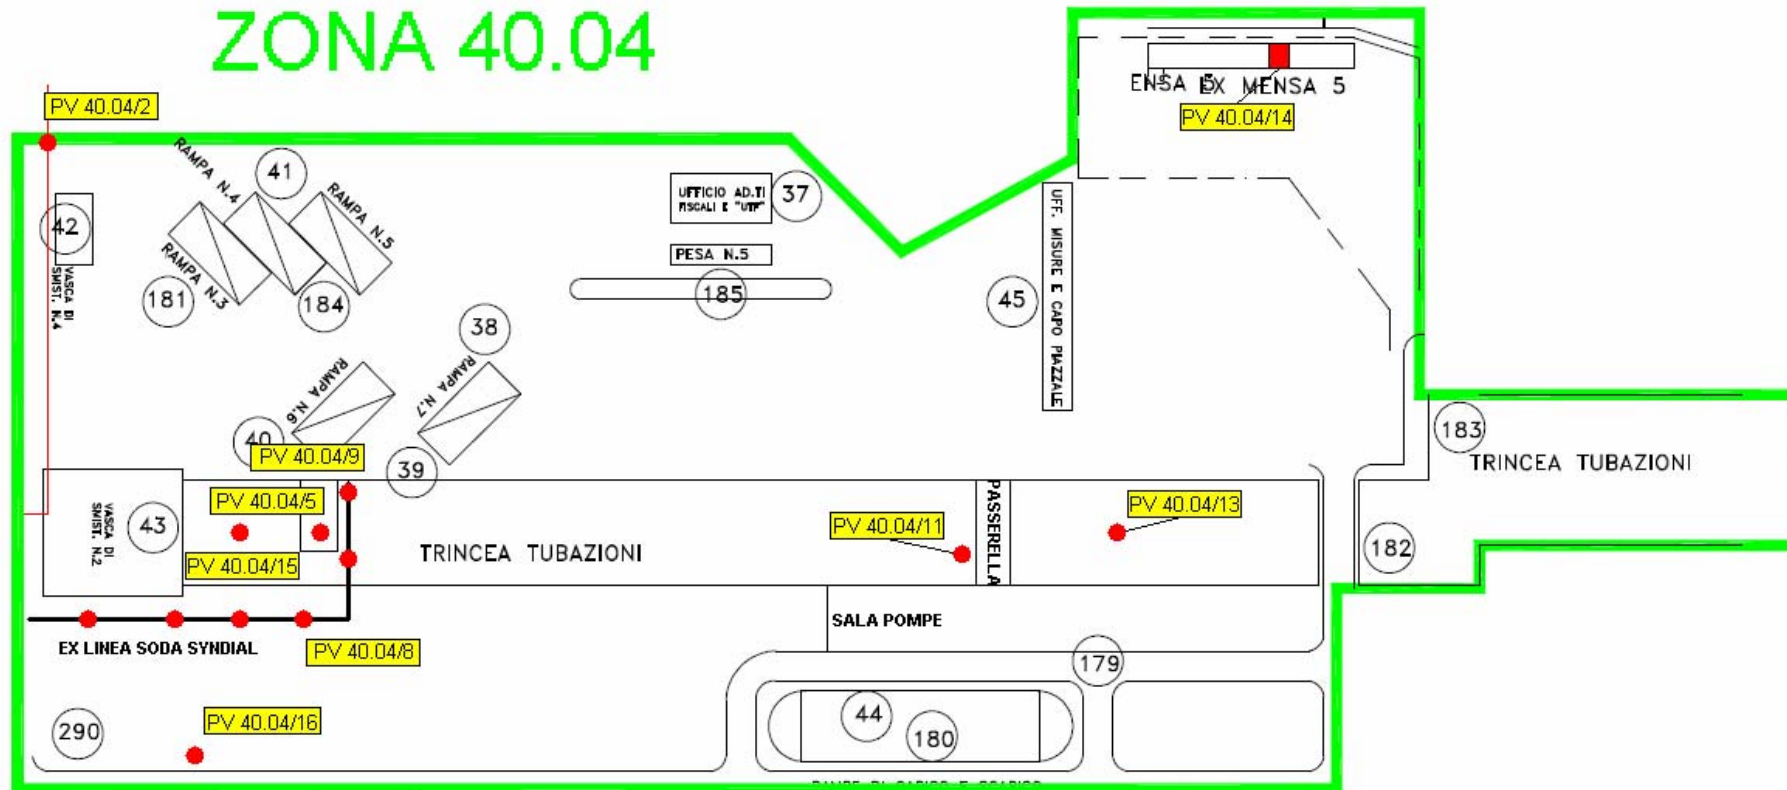 ZONA 40.04
PV 40.04/2
ENSA 5
EX MENSA 5
PV 40.04/14
RAMPA N.4
41
RAMPA N.5
UFFICIO AD.TI
FISCALI E "UTF"
37
42
RAMPA N.3
PESA N.5
UFF. MISURE E CAPO PIAZZALE
VASCA DI
SMIST. N.4
181
184
185
45
38
RAMPA N.6
RAMPA N.7
40
PV 40.04/9
39
183
TRINCEA TUBAZIONI
PV 40.04/5
PASSERELLA
PV 40.04/13
VASCA DI
SMIST. N.2
43
PV 40.04/11
TRINCEA TUBAZIONI
182
PV 40.04/15
SALA POMPE
EX LINEA SODA SYNDIAL
PV 40.04/8
179
290
PV 40.04/16
44
180